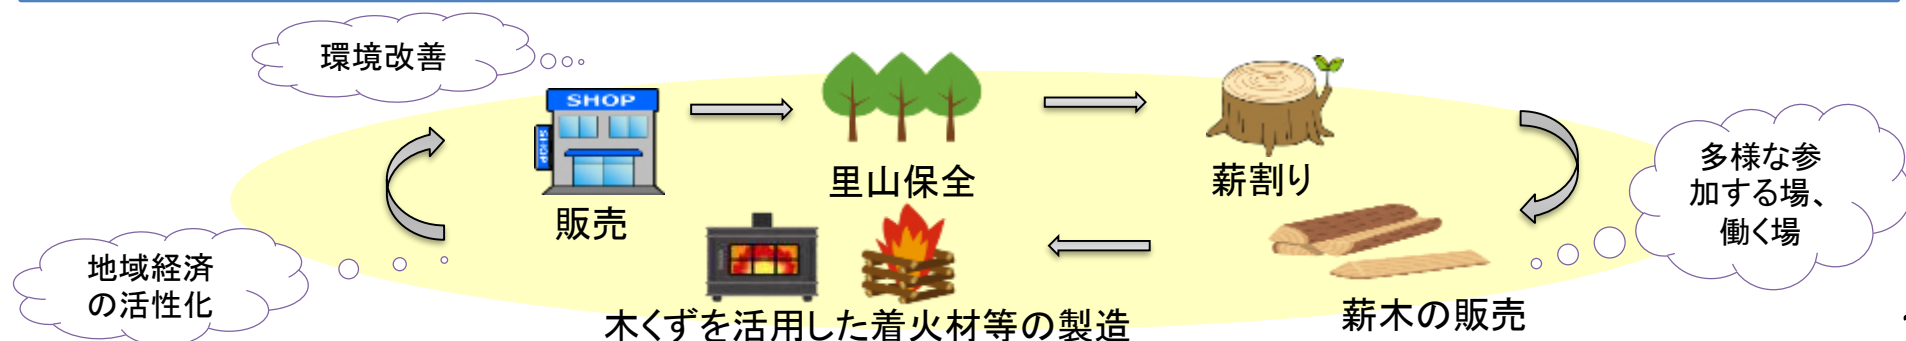 環境改善
SHOP
SHOP
販売
里山保全
薪割り
多様な参
加する場、
働く場
地域経済
の活性化
木くずを活用した着火材等の製造
薪木の販売